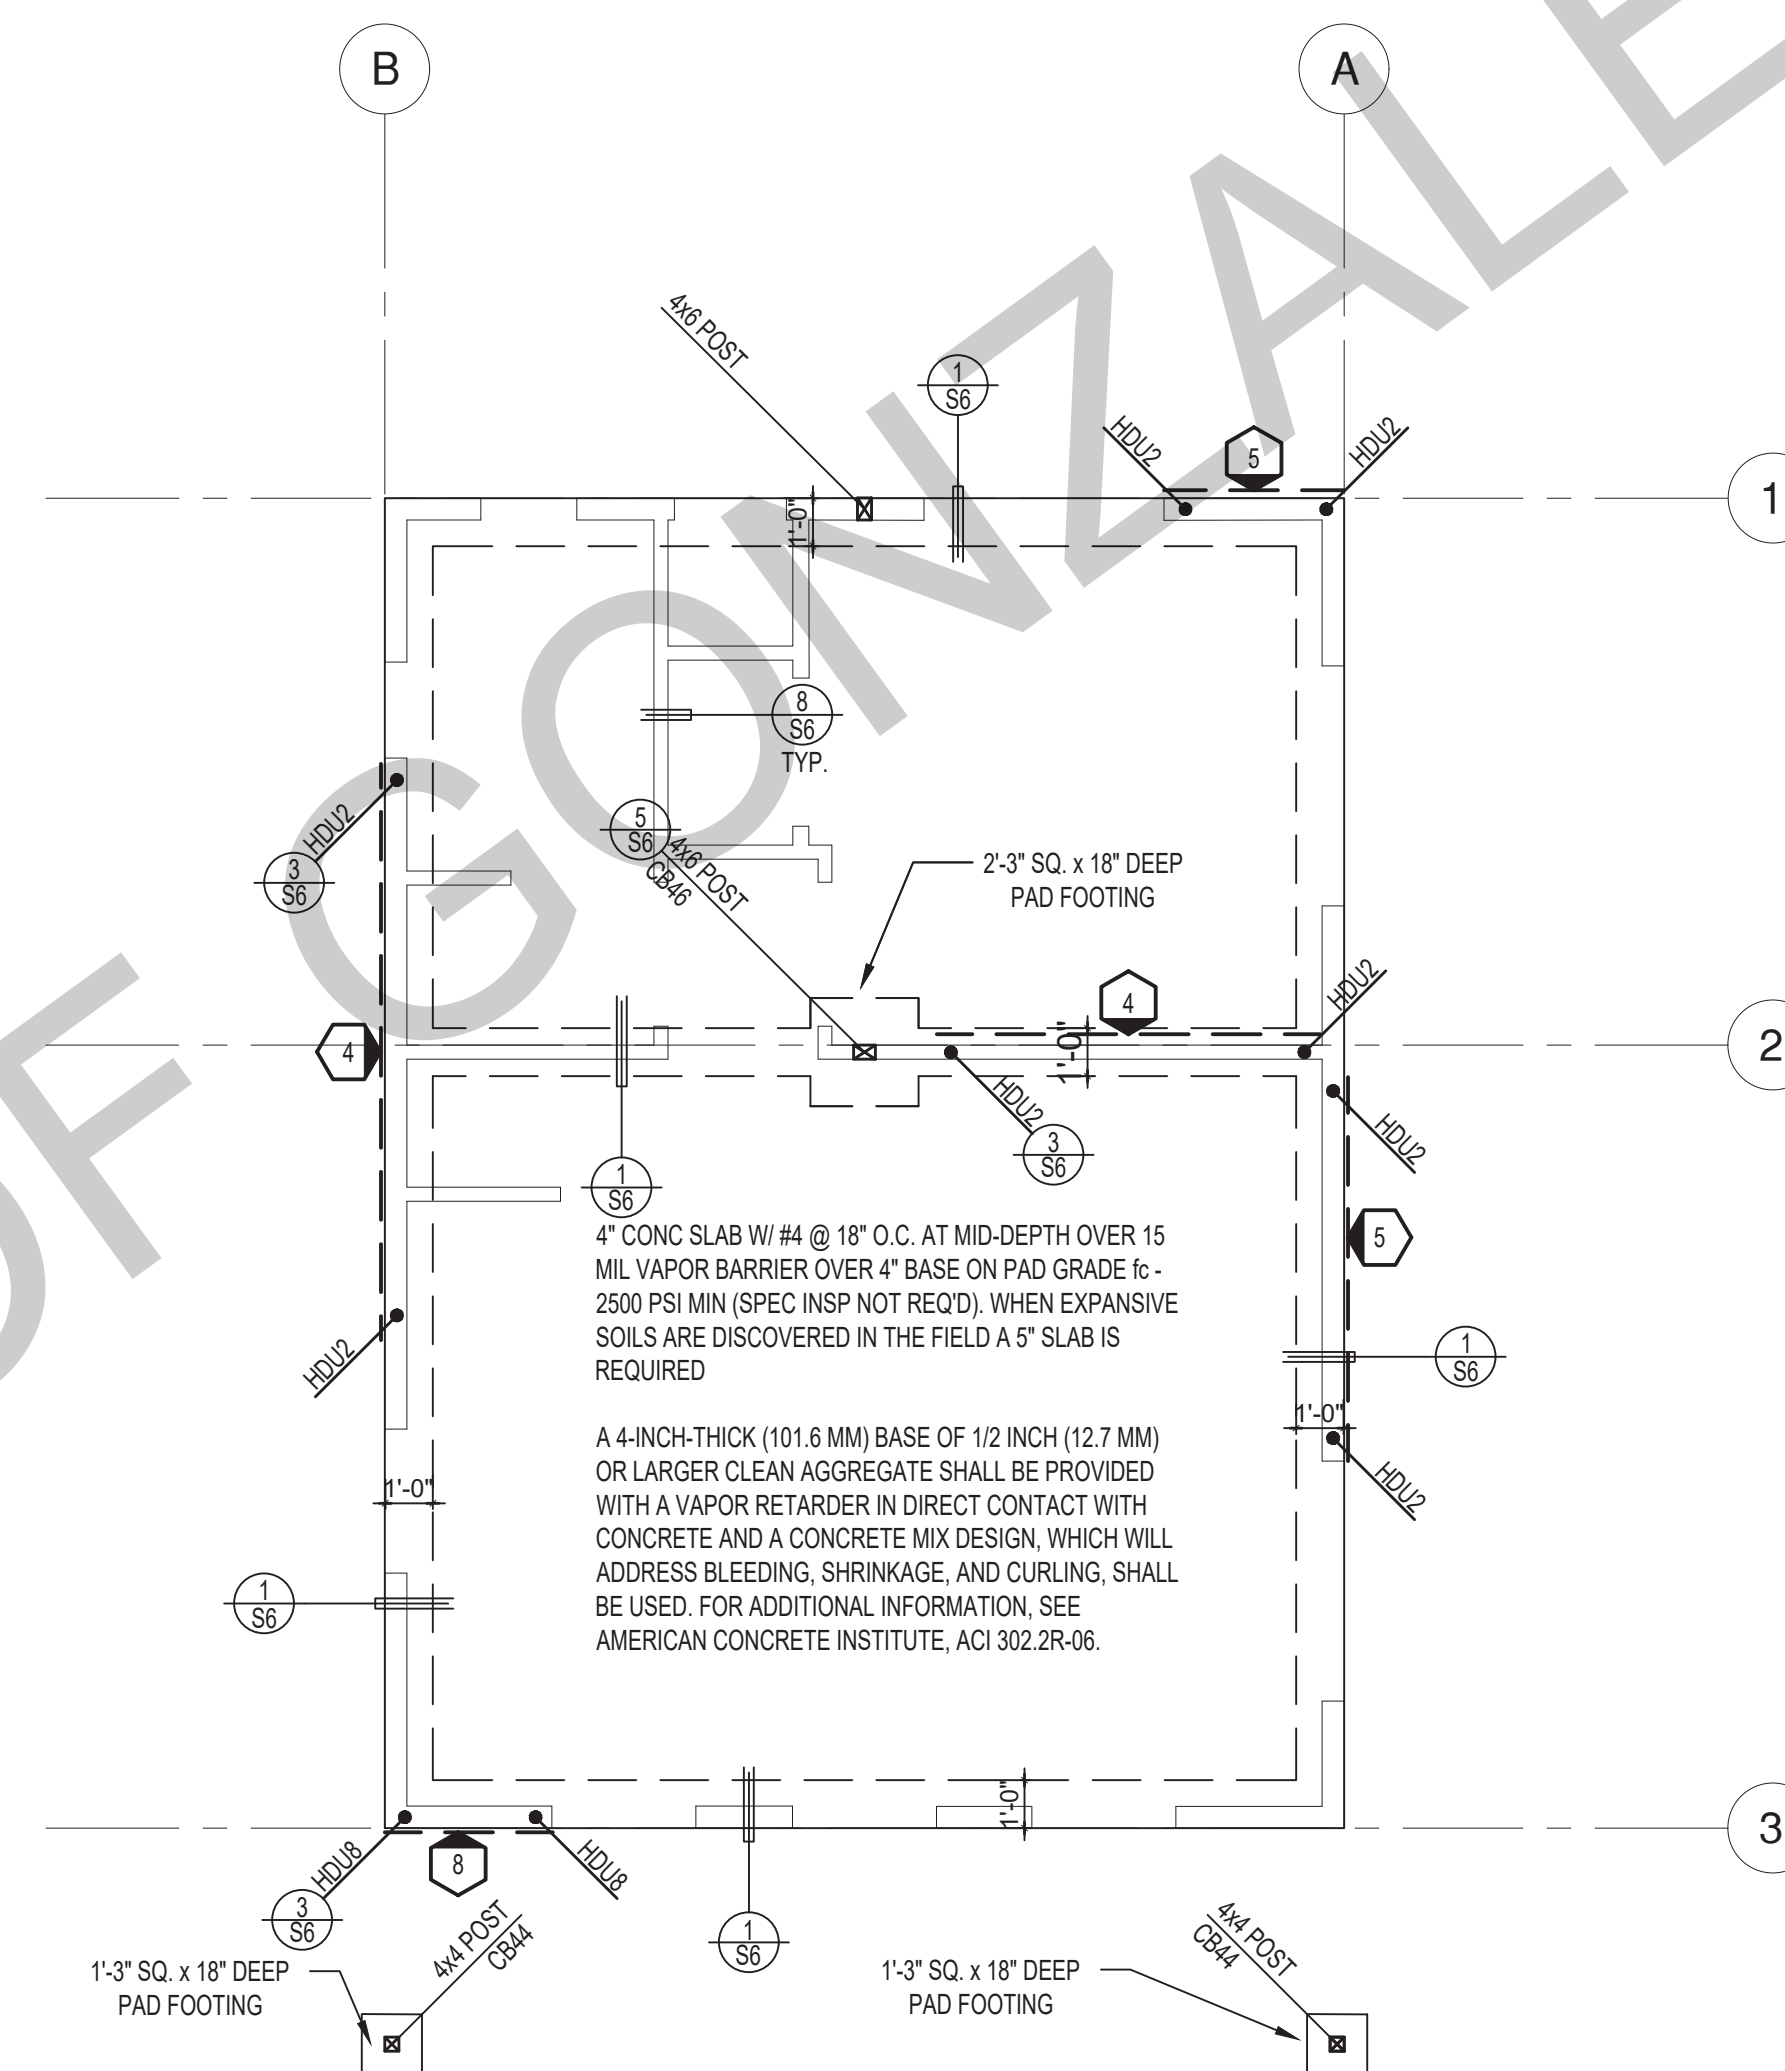 B
A
4x6 POST
1
S6
HDU2
5
HDU2
1
1'-0"
8
S6
TYP.
HDU2
3
S6
5
S6
4x6 POST
CB46
2'-3" SQ. x 18" DEEP
PAD FOOTING
HDU2
4
4
1'-0"
2
HDU2
3
S6
HDU2
1
S6
5
4" CONC SLAB W/ #4 @ 18" O.C. AT MID-DEPTH OVER 15
MIL VAPOR BARRIER OVER 4" BASE ON PAD GRADE fc -
2500 PSI MIN (SPEC INSP NOT REQ'D). WHEN EXPANSIVE
SOILS ARE DISCOVERED IN THE FIELD A 5" SLAB IS
REQUIRED
HDU2
1
S6
1'-0"
A 4-INCH-THICK (101.6 MM) BASE OF 1/2 INCH (12.7 MM)
OR LARGER CLEAN AGGREGATE SHALL BE PROVIDED
WITH A VAPOR RETARDER IN DIRECT CONTACT WITH
CONCRETE AND A CONCRETE MIX DESIGN, WHICH WILL
ADDRESS BLEEDING, SHRINKAGE, AND CURLING, SHALL
BE USED. FOR ADDITIONAL INFORMATION, SEE
AMERICAN CONCRETE INSTITUTE, ACI 302.2R-06.
HDU2
1'-0"
1
S6
1'-0"
3
HDU8
8
HDU8
3
S6
1
S6
4x4 POST
CB44
4x4 POST
CB44
1'-3" SQ. x 18" DEEP
PAD FOOTING
1'-3" SQ. x 18" DEEP
PAD FOOTING
OF GONZALE